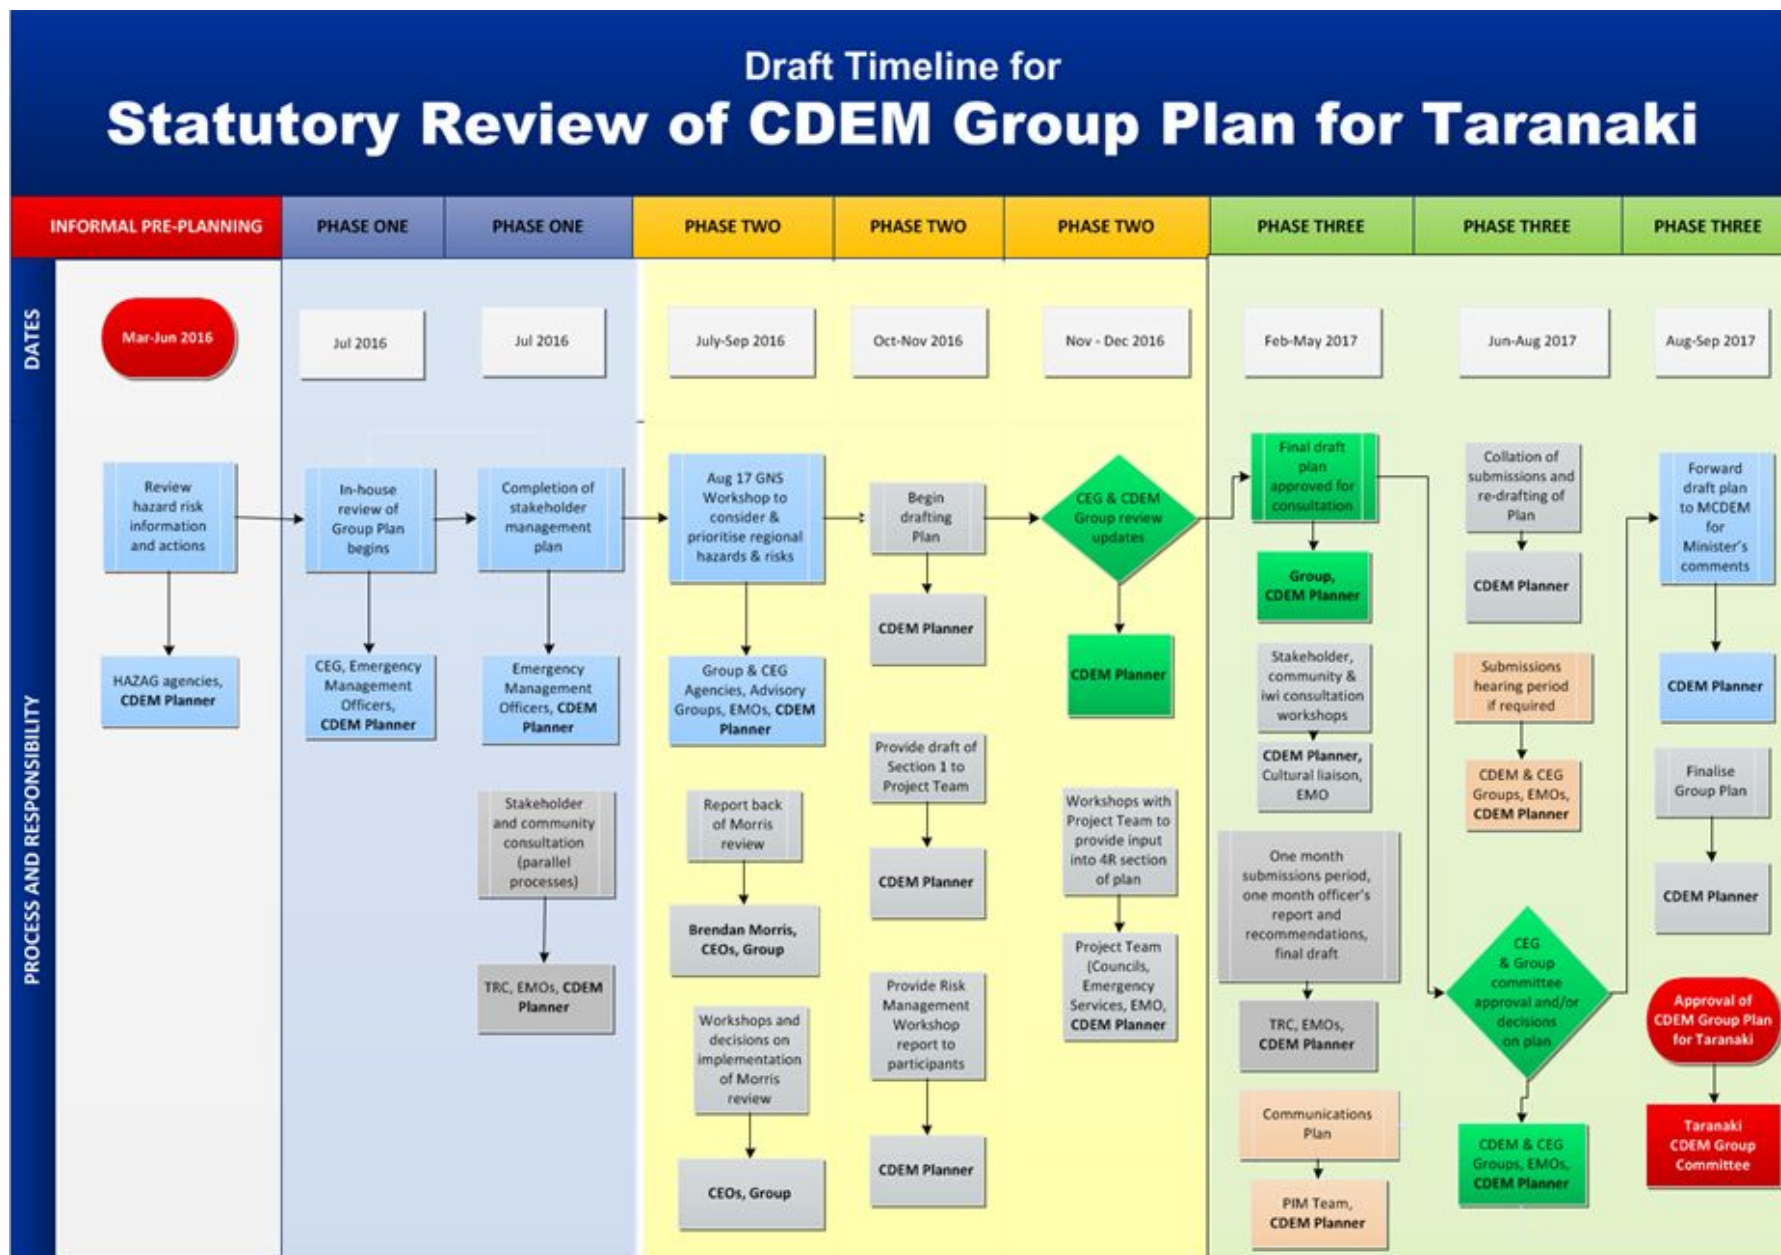 Draft Timeline for
Statutory Review of CDEM Group Plan for Taranaki
INFORMAL PRE-PLANNING
PHASE ONE
PHASE ONE
PHASE TWO
PHASE TWO
PHASE TWO
PHASE THREE
PHASE THREE
PHASE THREE
DATES
Mar-Jun 2016
Jul 2016
Jul 2016
July-Sep 2016
Oct-Nov 2016
Nov - Dec 2016
Feb-May 2017
Jun-Aug 2017
Aug-Sep 2017
PROCESS AND RESPONSIBILITY
Review
hazard risk
information
and actions
HAZAG agencies,
CDEM Planner
In-house
review of
Group Plan
begins
CEG, Emergency
Management
Officers,
CDEM Planner
Completion of
stakeholder
management
plan
Emergency
Management
Officers, CDEM
Planner
Stakeholder
and community
consultation
(parallel
processes)
TRC, EMOs, CDEM
Planner
Aug 17 GNS
Workshop to
consider &
prioritise regional
hazards & risks
Group & CEG
Agencies, Advisory
Groups, EMOs, CDEM
Planner
Report back
of Morris
review
Brendan Morris,
CEOs, Group
Workshops and
decisions on
implementation
of Morris
review
CEOs, Group
Begin
drafting
Plan
CDEM Planner
Provide draft of
Section 1 to
Project Team
CDEM Planner
Provide Risk
Management
Workshop
report to
participants
CDEM Planner
CEG & CDEM
Group review
updates
CDEM Planner
Workshops with
Project Team to
provide input
into 4R section
of plan
Project Team
(Councils,
Emergency
Services, EMO,
CDEM Planner
Final draft
plan
approved for
consultation
Group,
CDEM Planner
Stakeholder,
community &
iwi consultation
workshops
CDEM Planner,
Cultural liaison,
EMO
One month
submissions period,
one month officer's
report and
recommendations,
final draft
TRC, EMOs,
CDEM Planner
Communications
Plan
PIM Team,
CDEM Planner
Collation of
submissions and
re-drafting of
Plan
CDEM Planner
Submissions
hearing period
if required
CDEM & CEG
Groups, EMOs,
CDEM Planner
CEG
& Group
committee
approval and/or
decisions
on plan
CDEM & CEG
Groups, EMOs,
CDEM Planner
Forward
draft plan
to MCDEM
for
Minister's
comments
CDEM Planner
Finalise
Group Plan
CDEM Planner
Approval of
CDEM Group Plan
for Taranaki
Taranaki
CDEM Group
Committee